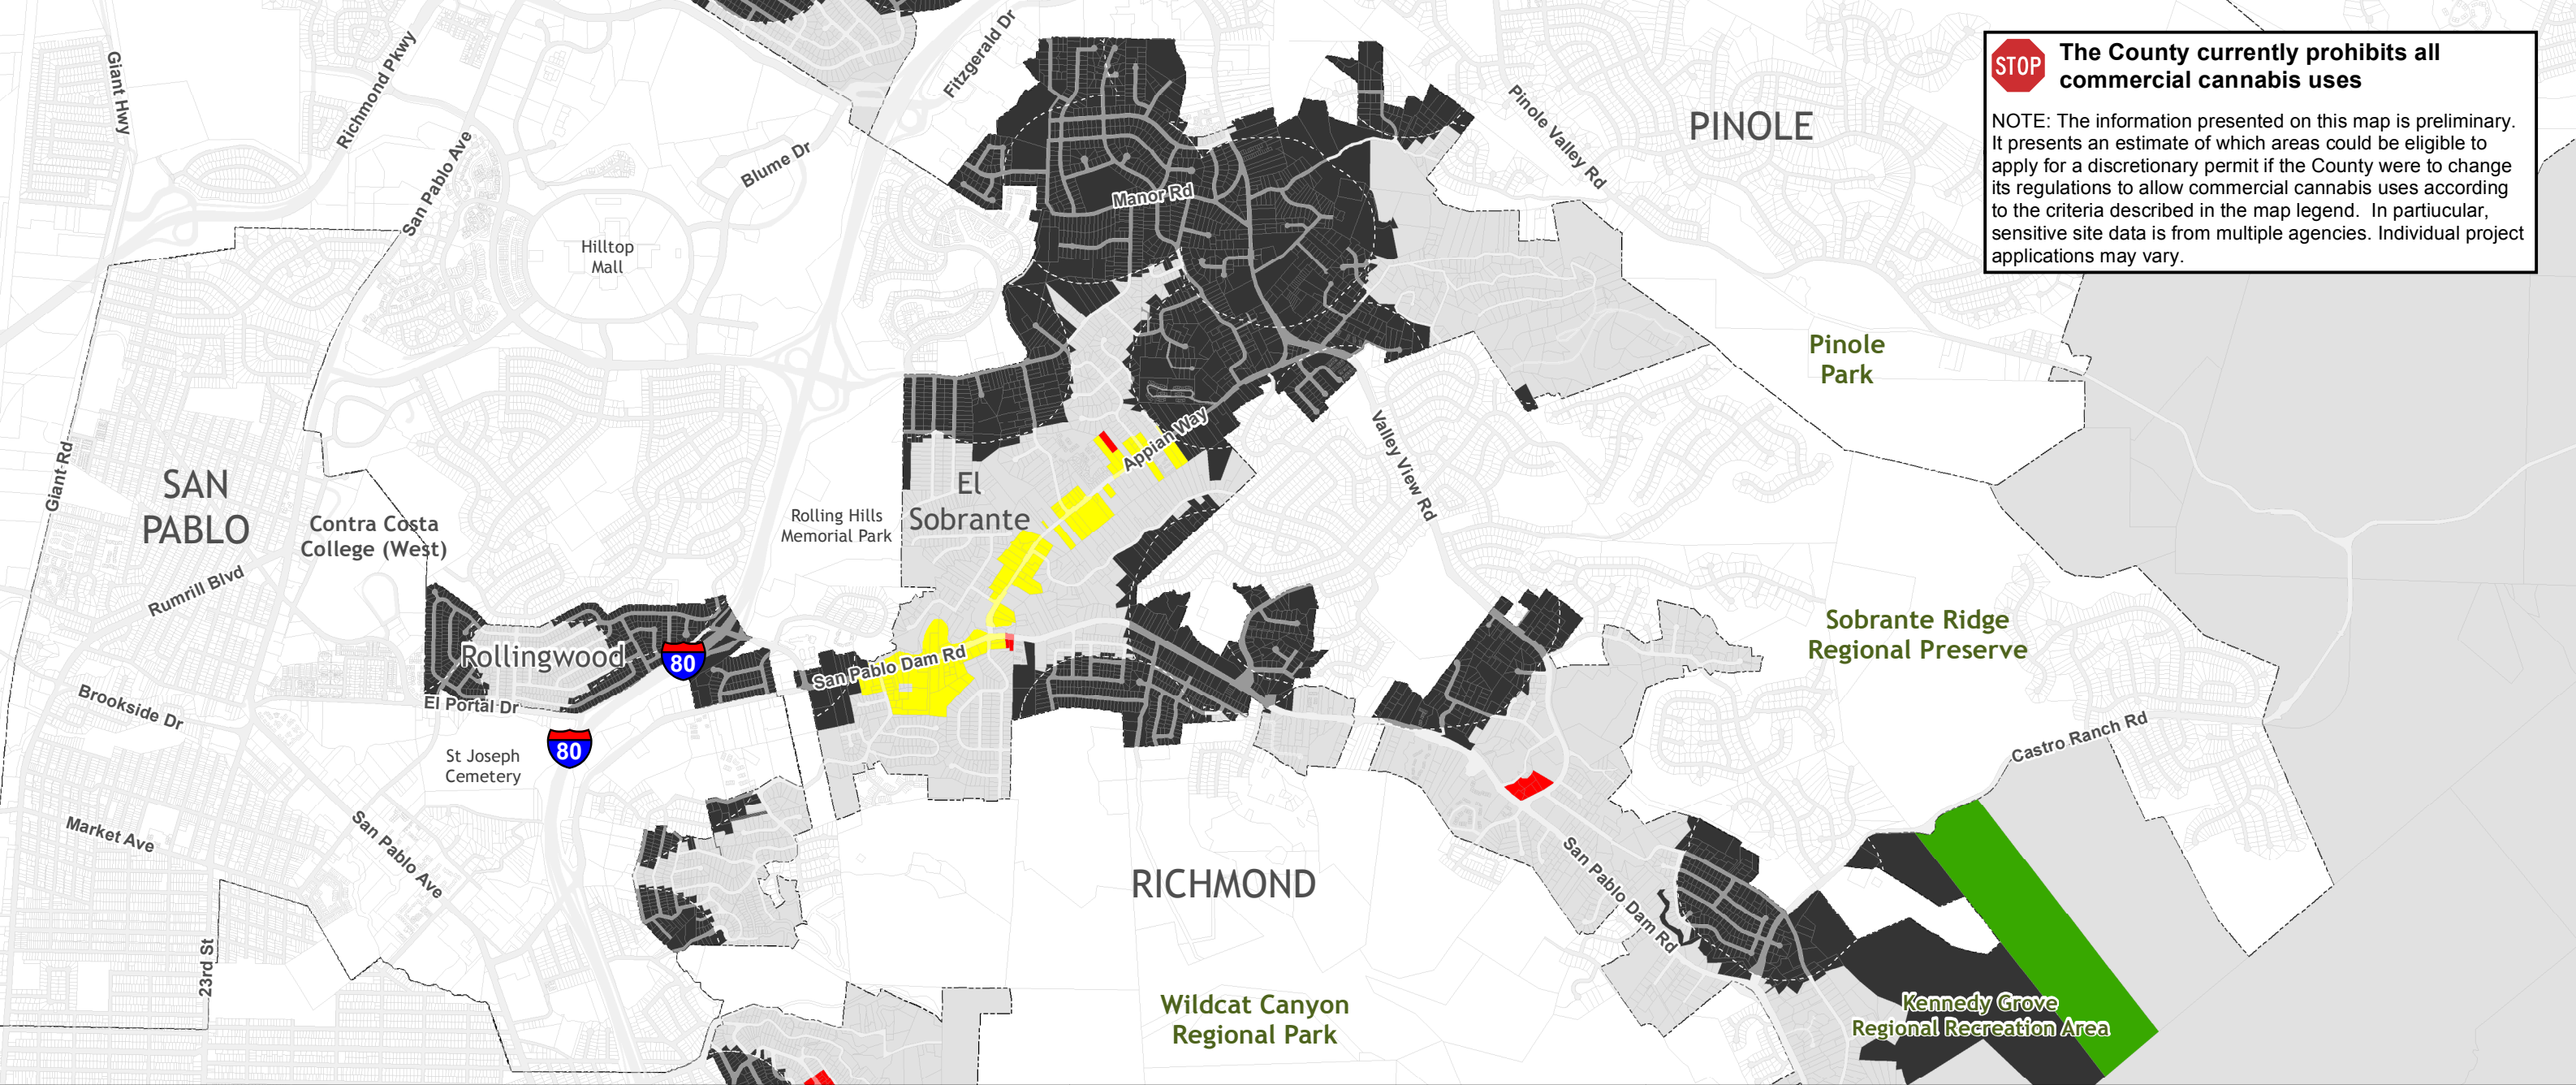 STOP
The County currently prohibits all
commercial cannabis uses
NOTE: The information presented on this map is preliminary.
It presents an estimate of which areas could be eligible to
apply for a discretionary permit if the County were to change
its regulations to allow commercial cannabis uses according
to the criteria described in the map legend. In partiucular,
sensitive site data is from multiple agencies. Individual project
applications may vary.
Giant Hwy
Richmond Pkwy
San Pablo Ave
Fitzgerald Dr
Blume Dr
Hilltop
Mall
Manor Rd
Pinole Valley Rd
PINOLE
Pinole
Park
Giant Rd
SAN
PABLO
Contra Costa
College (West)
Rolling Hills
Memorial Park
El
Sobrante
Appian Way
Valley View Rd
Rumrill Blvd
Rollingwood
80
San Pablo Dam Rd
Sobrante Ridge
Regional Preserve
Brookside Dr
El Portal Dr
80
St Joseph
Cemetery
Castro Ranch Rd
Market Ave
San Pablo Ave
RICHMOND
San Pablo Dam Rd
23rd St
Wildcat Canyon
Regional Park
Kennedy Grove
Regional Recreation Area